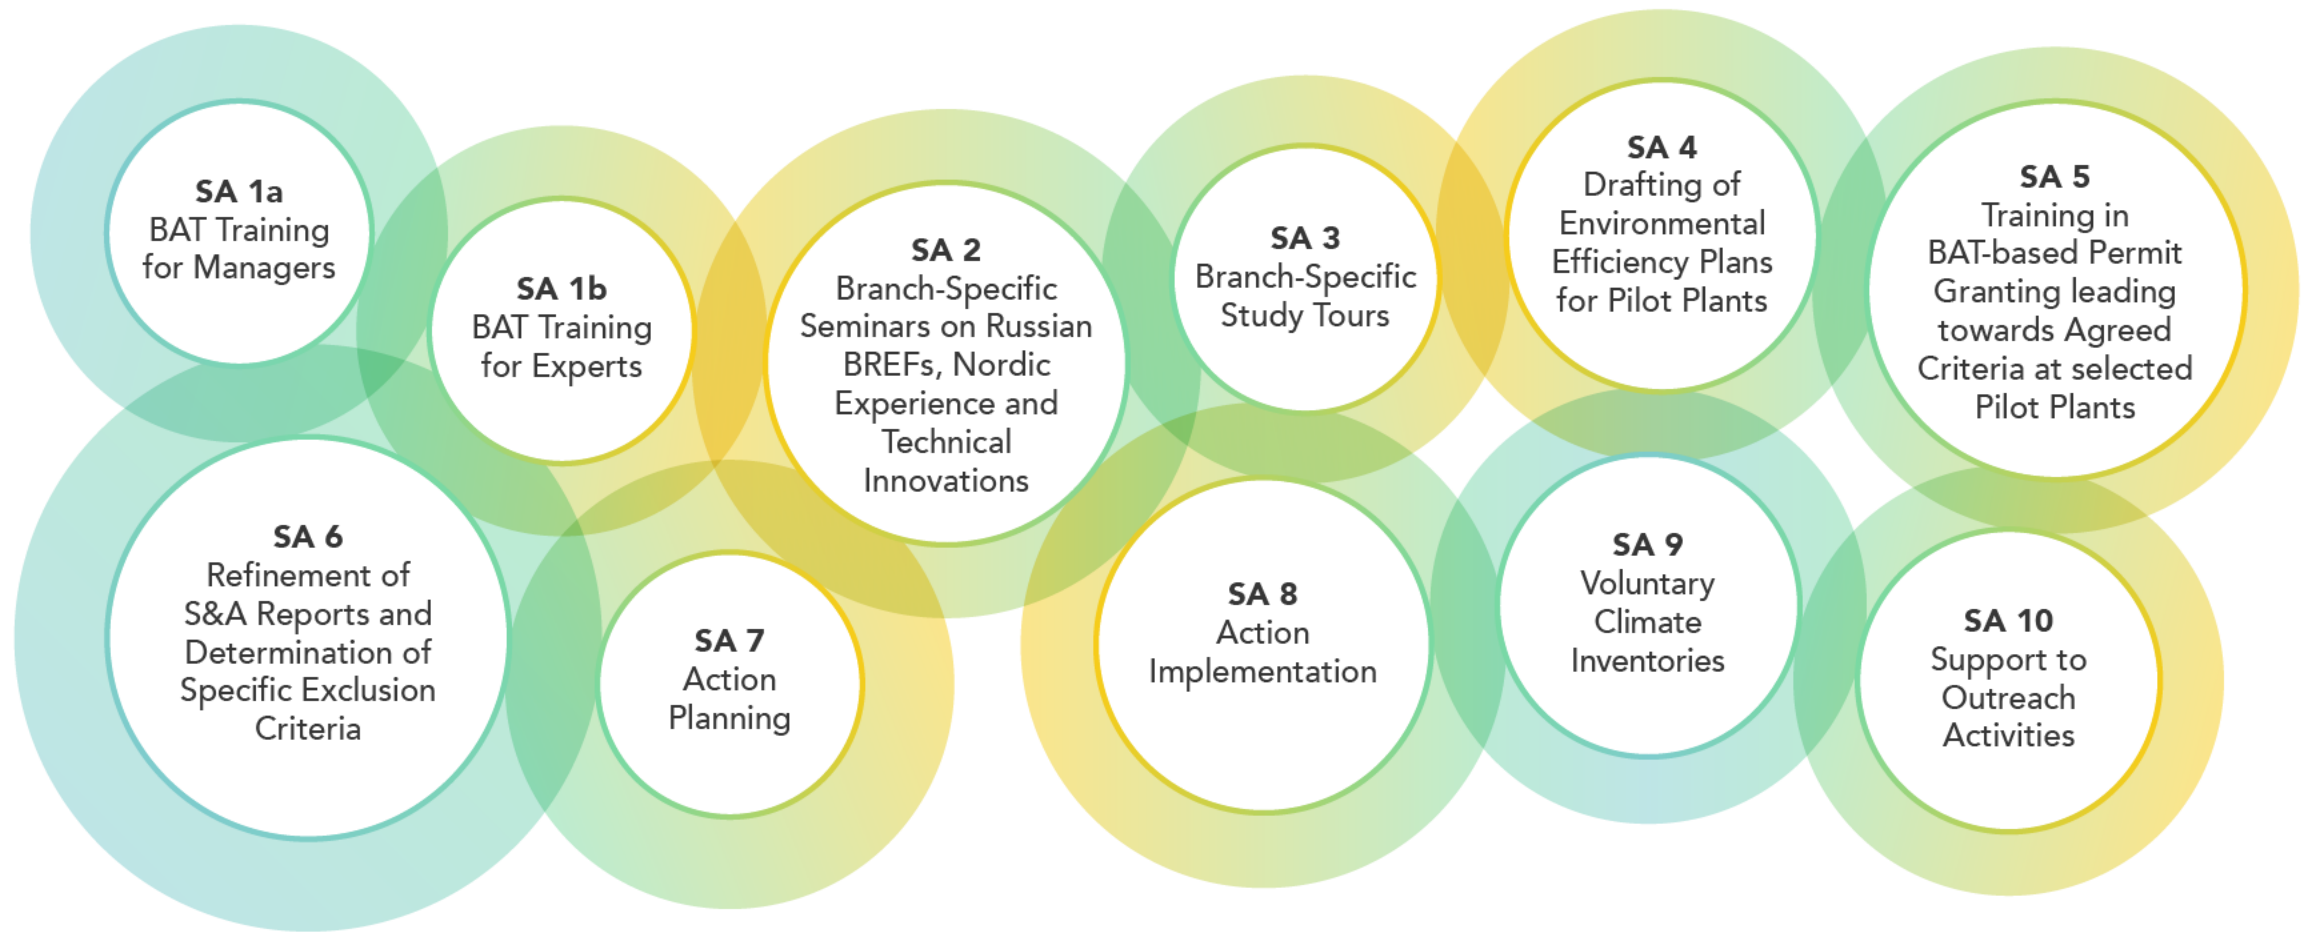 SA 1a
BAT Training
for Managers
SA 1b
BAT Training
for Experts
SA 2
Branch-Specific
Seminars on Russian
BREFs, Nordic
Experience and
Technical
Innovations
SA 3
Branch-Specific
Study Tours
SA 4
Drafting of
Environmental
Efficiency Plans
for Pilot Plants
SA 5
Training in
BAT-based Permit
Granting leading
towards Agreed
Criteria at selected
Pilot Plants
SA 6
Refinement of
S&A Reports and
Determination of
Specific Exclusion
Criteria
SA 7
Action
Planning
SA 8
Action
Implementation
SA 9
Voluntary
Climate
Inventories
SA 10
Support to
Outreach
Activities